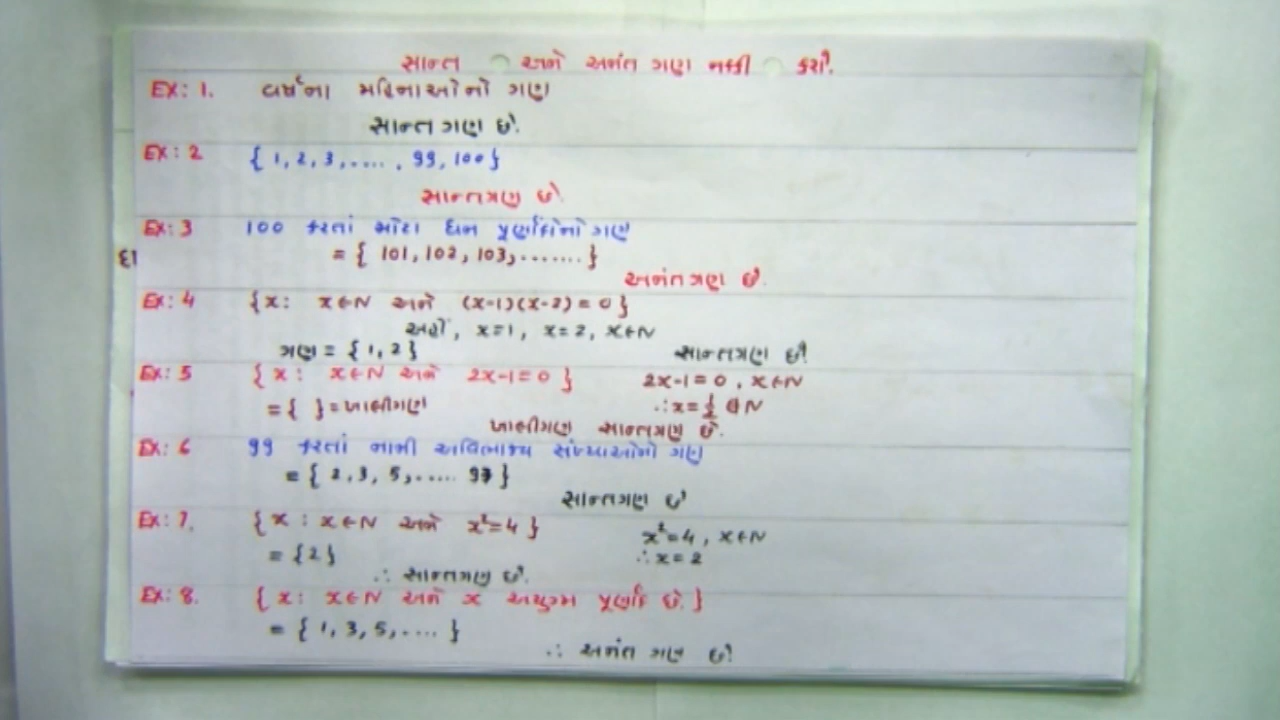 સાન્ત અને અનંત ગણ નક્કી કરો.
EX: 1. વર્ષના મહિનાઓનો ગણ
સાન્ત ગણ છે.
EX: 2 { 1, 2, 3, ..... , 99, 100 }
સાન્તગણ છે.
EX: 3 100 કરતાં મોટા ધન પૂર્ણાંકોનો ગણ
= { 101, 102, 103, ....... }
અનંતગણ છે.
EX: 4 { x : x∈N અને (x-1)(x-2) = 0 }
અહીં, x=1, x=2, x∈N
ગણ = { 1, 2 } સાન્તગણ છે
EX: 5 { x : x∈N અને 2x-1=0 } 2x-1=0 , x∈N
= { } = ખાલીગણ ∴ x = ½ ∉ N
ખાલીગણ સાન્તગણ છે.
EX: 6 99 કરતાં નાની અવિભાજ્ય સંખ્યાઓનો ગણ
= { 2, 3, 5, ..... 97 }
સાન્તગણ છે
EX: 7. { x : x∈N અને x²=4 } x²=4 , x∈N
= {2} ∴ x = 2
∴ સાન્તગણ છે.
EX: 8. { x : x∈N અને x અયુગ્મ પૂર્ણાંક છે. }
= { 1, 3, 5, .... }
∴ અનંત ગણ છે